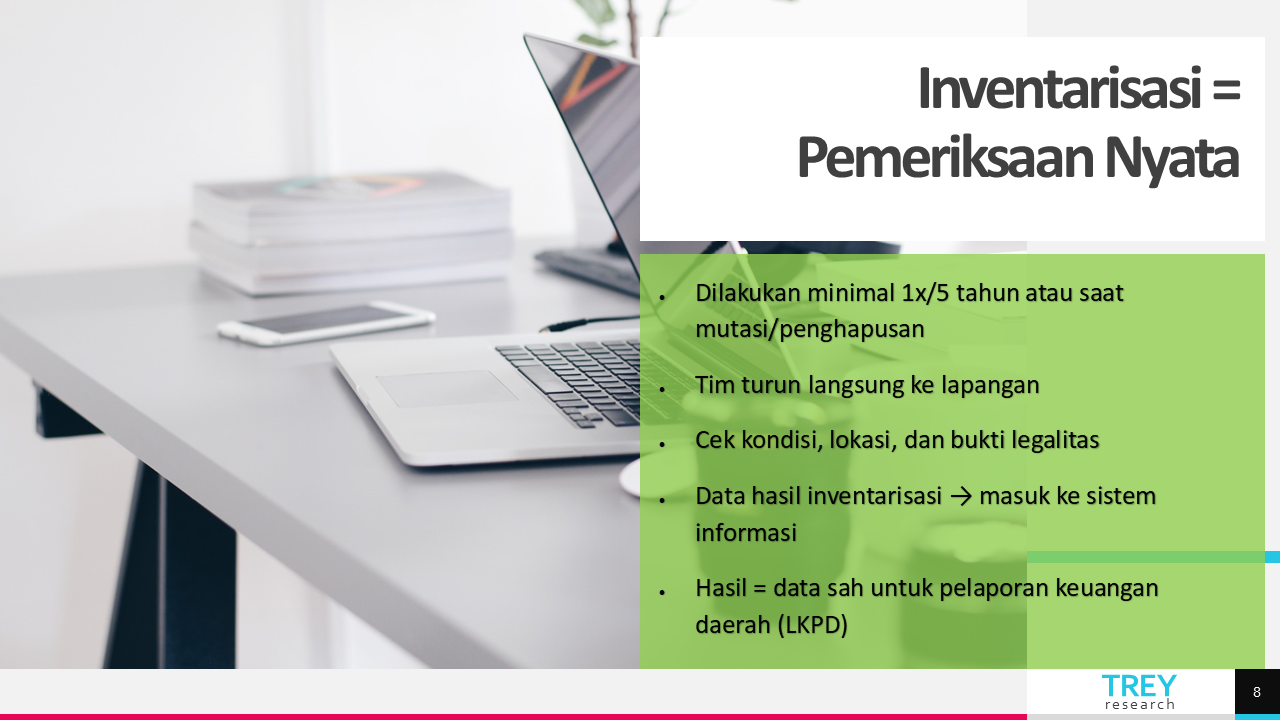 Inventarisasi =
Pemeriksaan Nyata
• Dilakukan minimal 1x/5 tahun atau saat
mutasi/penghapusan
• Tim turun langsung ke lapangan
• Cek kondisi, lokasi, dan bukti legalitas
• Data hasil inventarisasi → masuk ke sistem
informasi
• Hasil = data sah untuk pelaporan keuangan
daerah (LKPD)
TREY
research
8